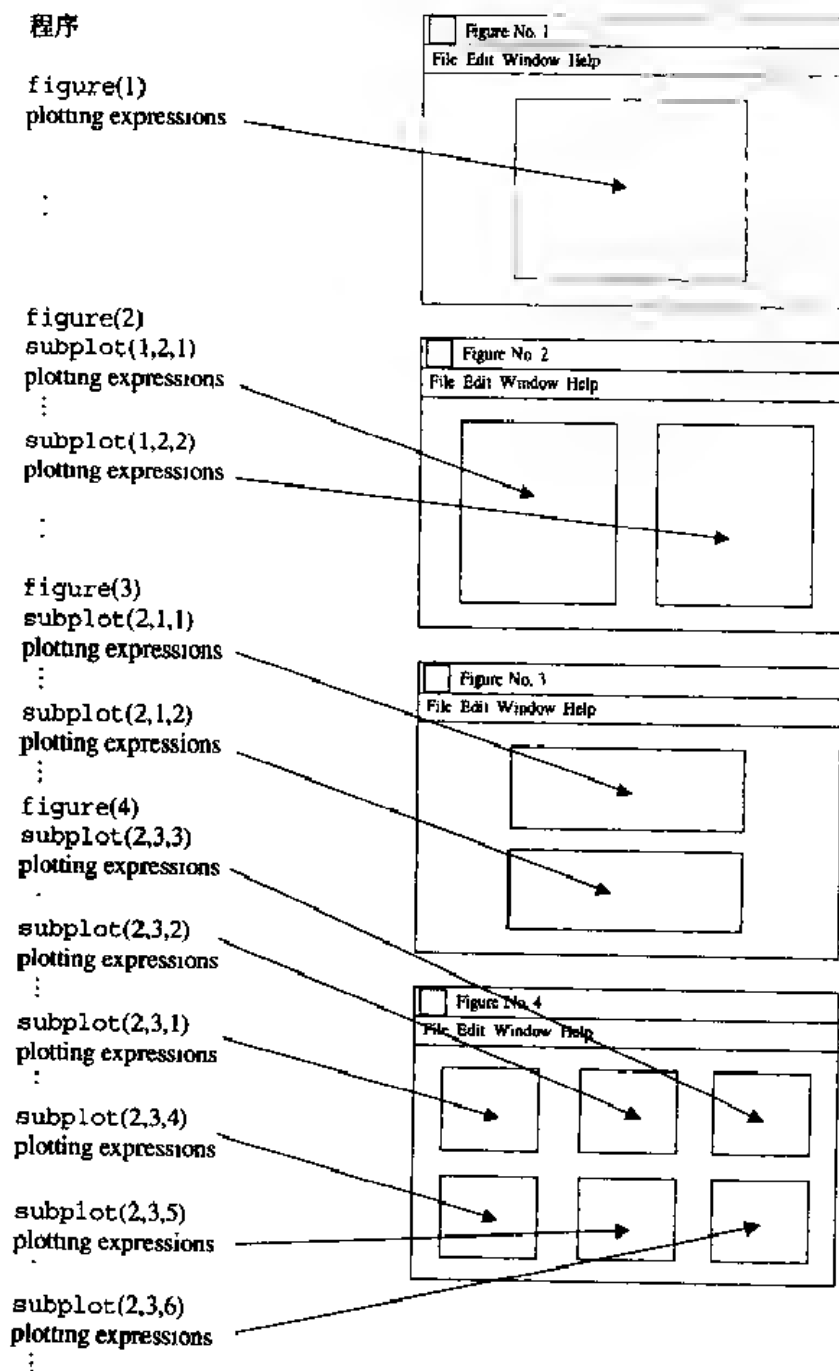 程序
figure(1)
plotting expressions
⋮
figure(2)
subplot(1,2,1)
plotting expressions
⋮
subplot(1,2,2)
plotting expressions
⋮
figure(3)
subplot(2,1,1)
plotting expressions
⋮
subplot(2,1,2)
plotting expressions
⋮
figure(4)
subplot(2,3,3)
plotting expressions
.
subplot(2,3,2)
plotting expressions
⋮
subplot(2,3,1)
plotting expressions
:
subplot(2,3,4)
plotting expressions
subplot(2,3,5)
plotting expressions
.
subplot(2,3,6)
plotting expressions
⋮
Figure No. 1
File Edit Window Help
Figure No. 2
File Edit Window Help
Figure No. 3
File Edit Window Help
Figure No. 4
File Edit Window Help